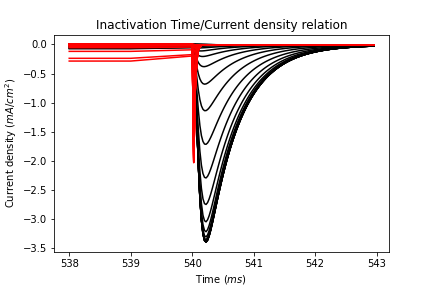 Inactivation Time/Current density relation
Current density (mA/cm²)
0.0
−0.5
−1.0
−1.5
−2.0
−2.5
−3.0
−3.5
538 539 540 541 542 543
Time (ms)